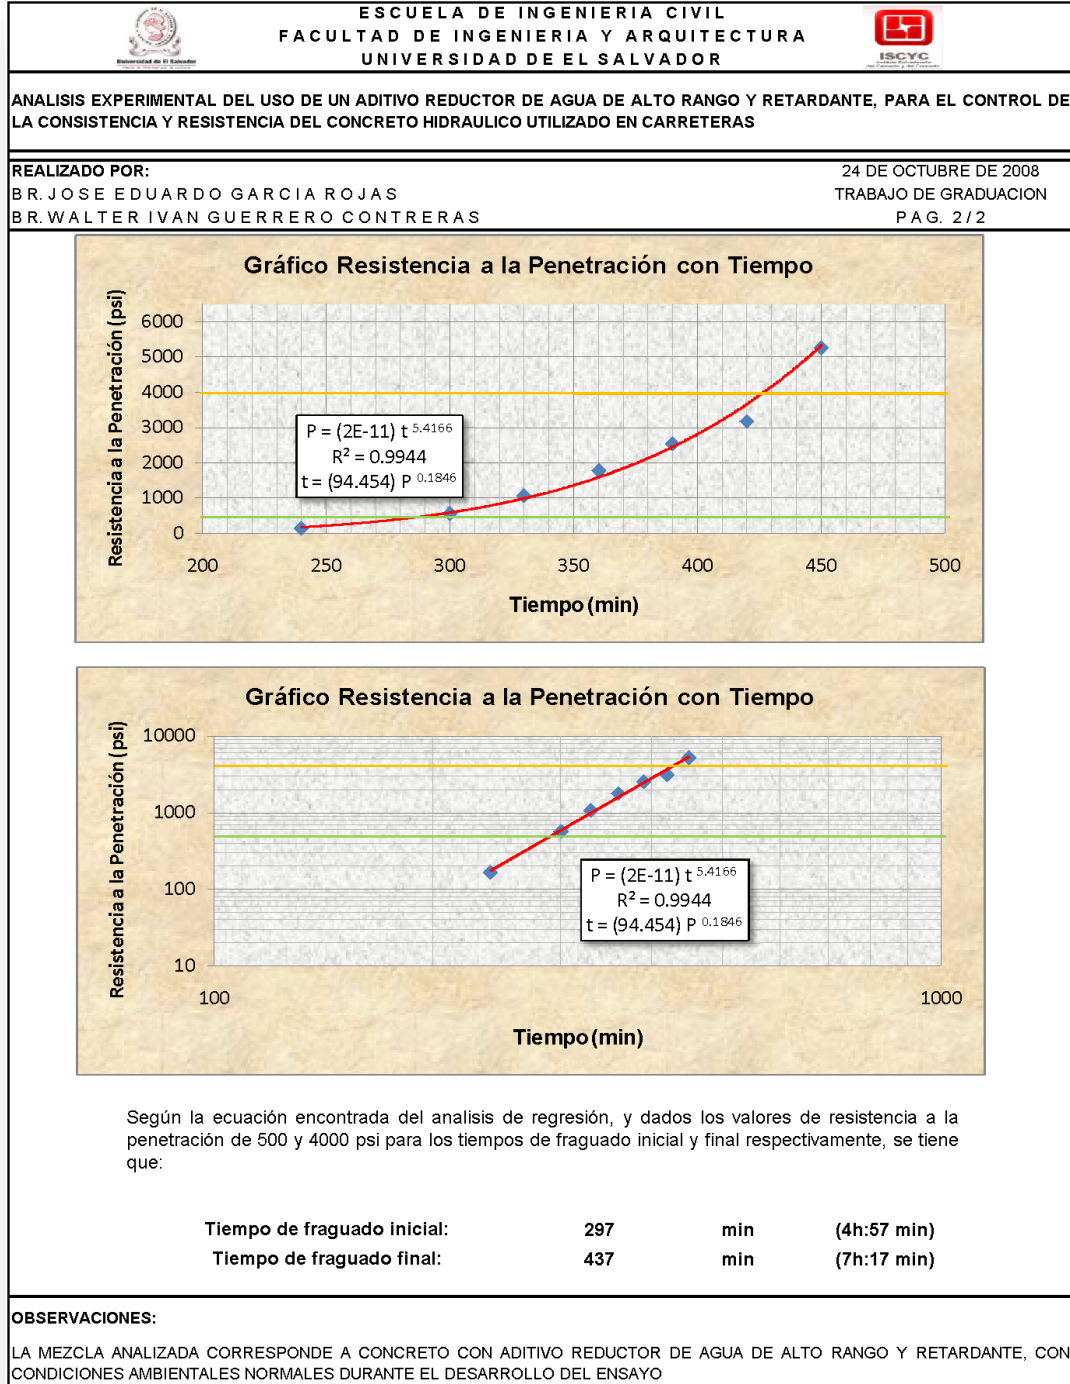 ESCUELA DE INGENIERIA CIVIL
FACULTAD DE INGENIERIA Y ARQUITECTURA
UNIVERSIDAD DE EL SALVADOR
Universidad de El Salvador
ISCYC
ANALISIS EXPERIMENTAL DEL USO DE UN ADITIVO REDUCTOR DE AGUA DE ALTO RANGO Y RETARDANTE, PARA EL CONTROL DE
LA CONSISTENCIA Y RESISTENCIA DEL CONCRETO HIDRAULICO UTILIZADO EN CARRETERAS
REALIZADO POR:
24 DE OCTUBRE DE 2008
BR. JOSE EDUARDO GARCIA ROJAS
TRABAJO DE GRADUACION
BR. WALTER IVAN GUERRERO CONTRERAS
PAG. 2/2
Gráfico Resistencia a la Penetración con Tiempo
Resistencia a la Penetración (psi)
6000
5000
4000
3000
2000
1000
0
P = (2E-11) t 5.4166
R² = 0.9944
t = (94.454) P 0.1846
200 250 300 350 400 450 500
Tiempo (min)
Gráfico Resistencia a la Penetración con Tiempo
Resistencia a la Penetración (psi)
10000
1000
100
10
P = (2E-11) t 5.4166
R² = 0.9944
t = (94.454) P 0.1846
100 1000
Tiempo (min)
Según la ecuación encontrada del analisis de regresión, y dados los valores de resistencia a la
penetración de 500 y 4000 psi para los tiempos de fraguado inicial y final respectivamente, se tiene
que:
Tiempo de fraguado inicial: 297 min (4h:57 min)
Tiempo de fraguado final: 437 min (7h:17 min)
OBSERVACIONES:
LA MEZCLA ANALIZADA CORRESPONDE A CONCRETO CON ADITIVO REDUCTOR DE AGUA DE ALTO RANGO Y RETARDANTE, CON
CONDICIONES AMBIENTALES NORMALES DURANTE EL DESARROLLO DEL ENSAYO